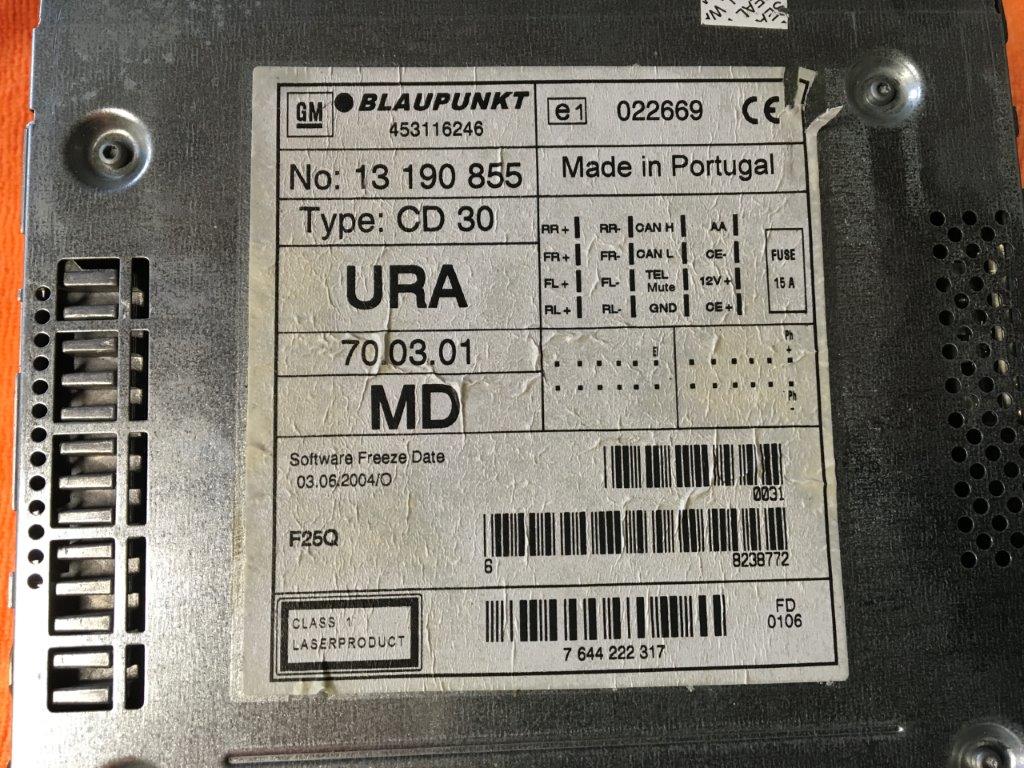 GM BLAUPUNKT
453116246
e1 022669 CE 7
No: 13 190 855
Made in Portugal
Type: CD 30
RR+ RR- CAN H AA
FR+ FR- CAN L CE-
FL+ FL- TEL Mute 12V+
RL+ RL- GND CE+
FUSE
15 A
URA
70.03.01
MD
Ph
+
Ph
-
Software Freeze Date
03.06/2004/O
0031
F25Q
6 8238772
CLASS 1
LASERPRODUCT
7 644 222 317
FD
0106